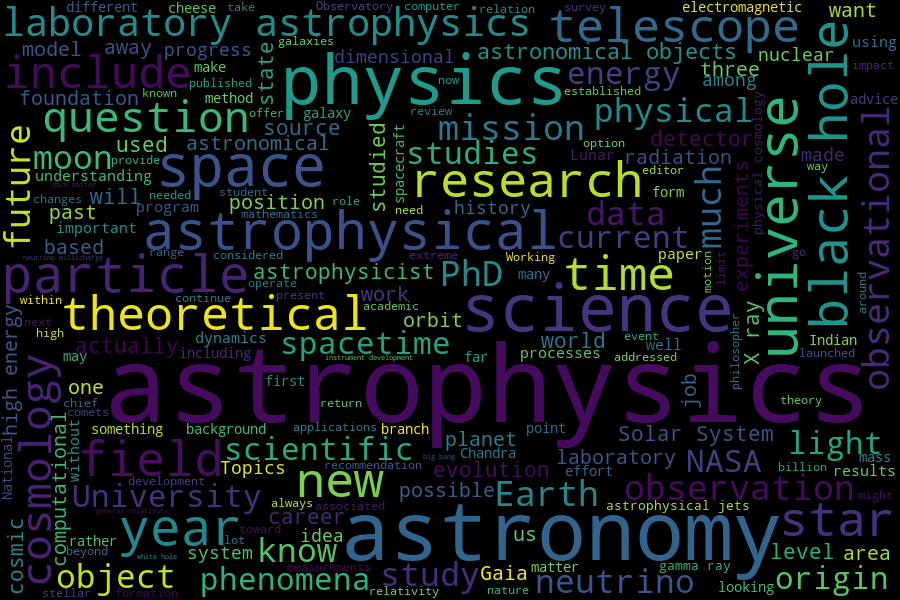 different cheese take Observatory computer relation survey electromagnetic want
laboratory astrophysics telescope
model away progress galaxies dimensional astronomical objects nuclear using
include make state physics energy three among black hole
foundation known published method established impact
question offer galaxy now review physical advice
future used source mission detector
astronomical studied spacecraft studies option Lunar radiation made
moon provide space research editor way
understanding dark matter form much experiments physical cosmology universe observational
changes will needed student position role need history data
past program mathematics
important astrophysical current
based range considered extreme Working paper motion limit go
neutrino millicharge particle astrophysicist PhD many time around
within continue operate present work academic science
theoretical orbit
next high actually dynamics spacetime world event well philosopher X ray Indian launched
high energy may including far processes addressed
instrument development
cosmology one first astrophysics job theory
chief comets return
something background applications branch point Solar System light
National computational without field scientific planet laboratory NASA mass
Topics big bang Chandra effort billion results
development recommendation evolution
University new possible Earth observation might
general relativity always associated astrophysical jets
cosmic year career astronomy us star
rather toward idea
beyond lot know level area
white hole system matter gamma ray looking
object measurements phenomena study Gaia neutrino origin
stellar formation relativity nature